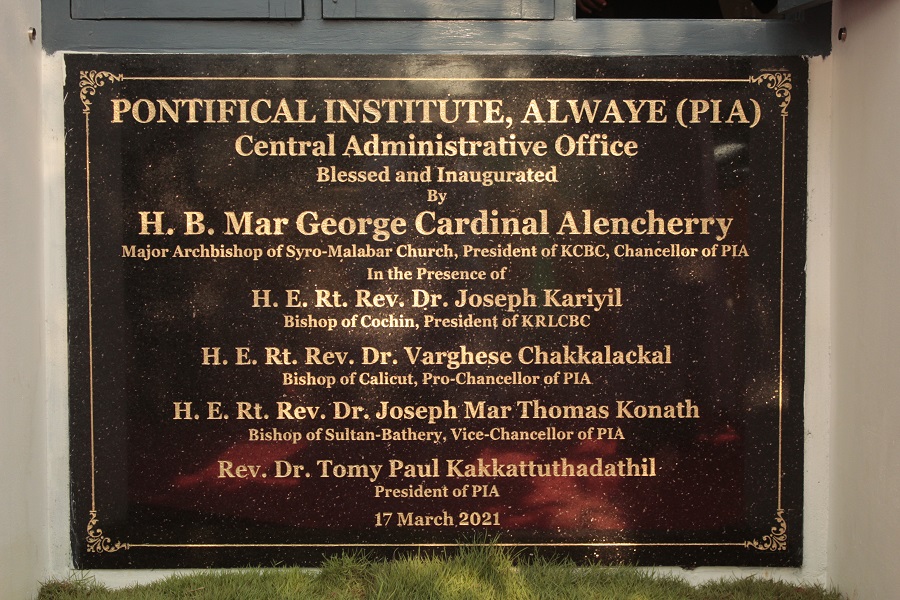 PONTIFICAL INSTITUTE, ALWAYE (PIA)
Central Administrative Office
Blessed and Inaugurated
By
H. B. Mar George Cardinal Alencherry
Major Archbishop of Syro-Malabar Church, President of KCBC, Chancellor of PIA
In the Presence of
H. E. Rt. Rev. Dr. Joseph Kariyil
Bishop of Cochin, President of KRLCBC
H. E. Rt. Rev. Dr. Varghese Chakkalackal
Bishop of Calicut, Pro-Chancellor of PIA
H. E. Rt. Rev. Dr. Joseph Mar Thomas Konath
Bishop of Sultan-Bathery, Vice-Chancellor of PIA
Rev. Dr. Tomy Paul Kakkattuthadathil
President of PIA
17 March 2021